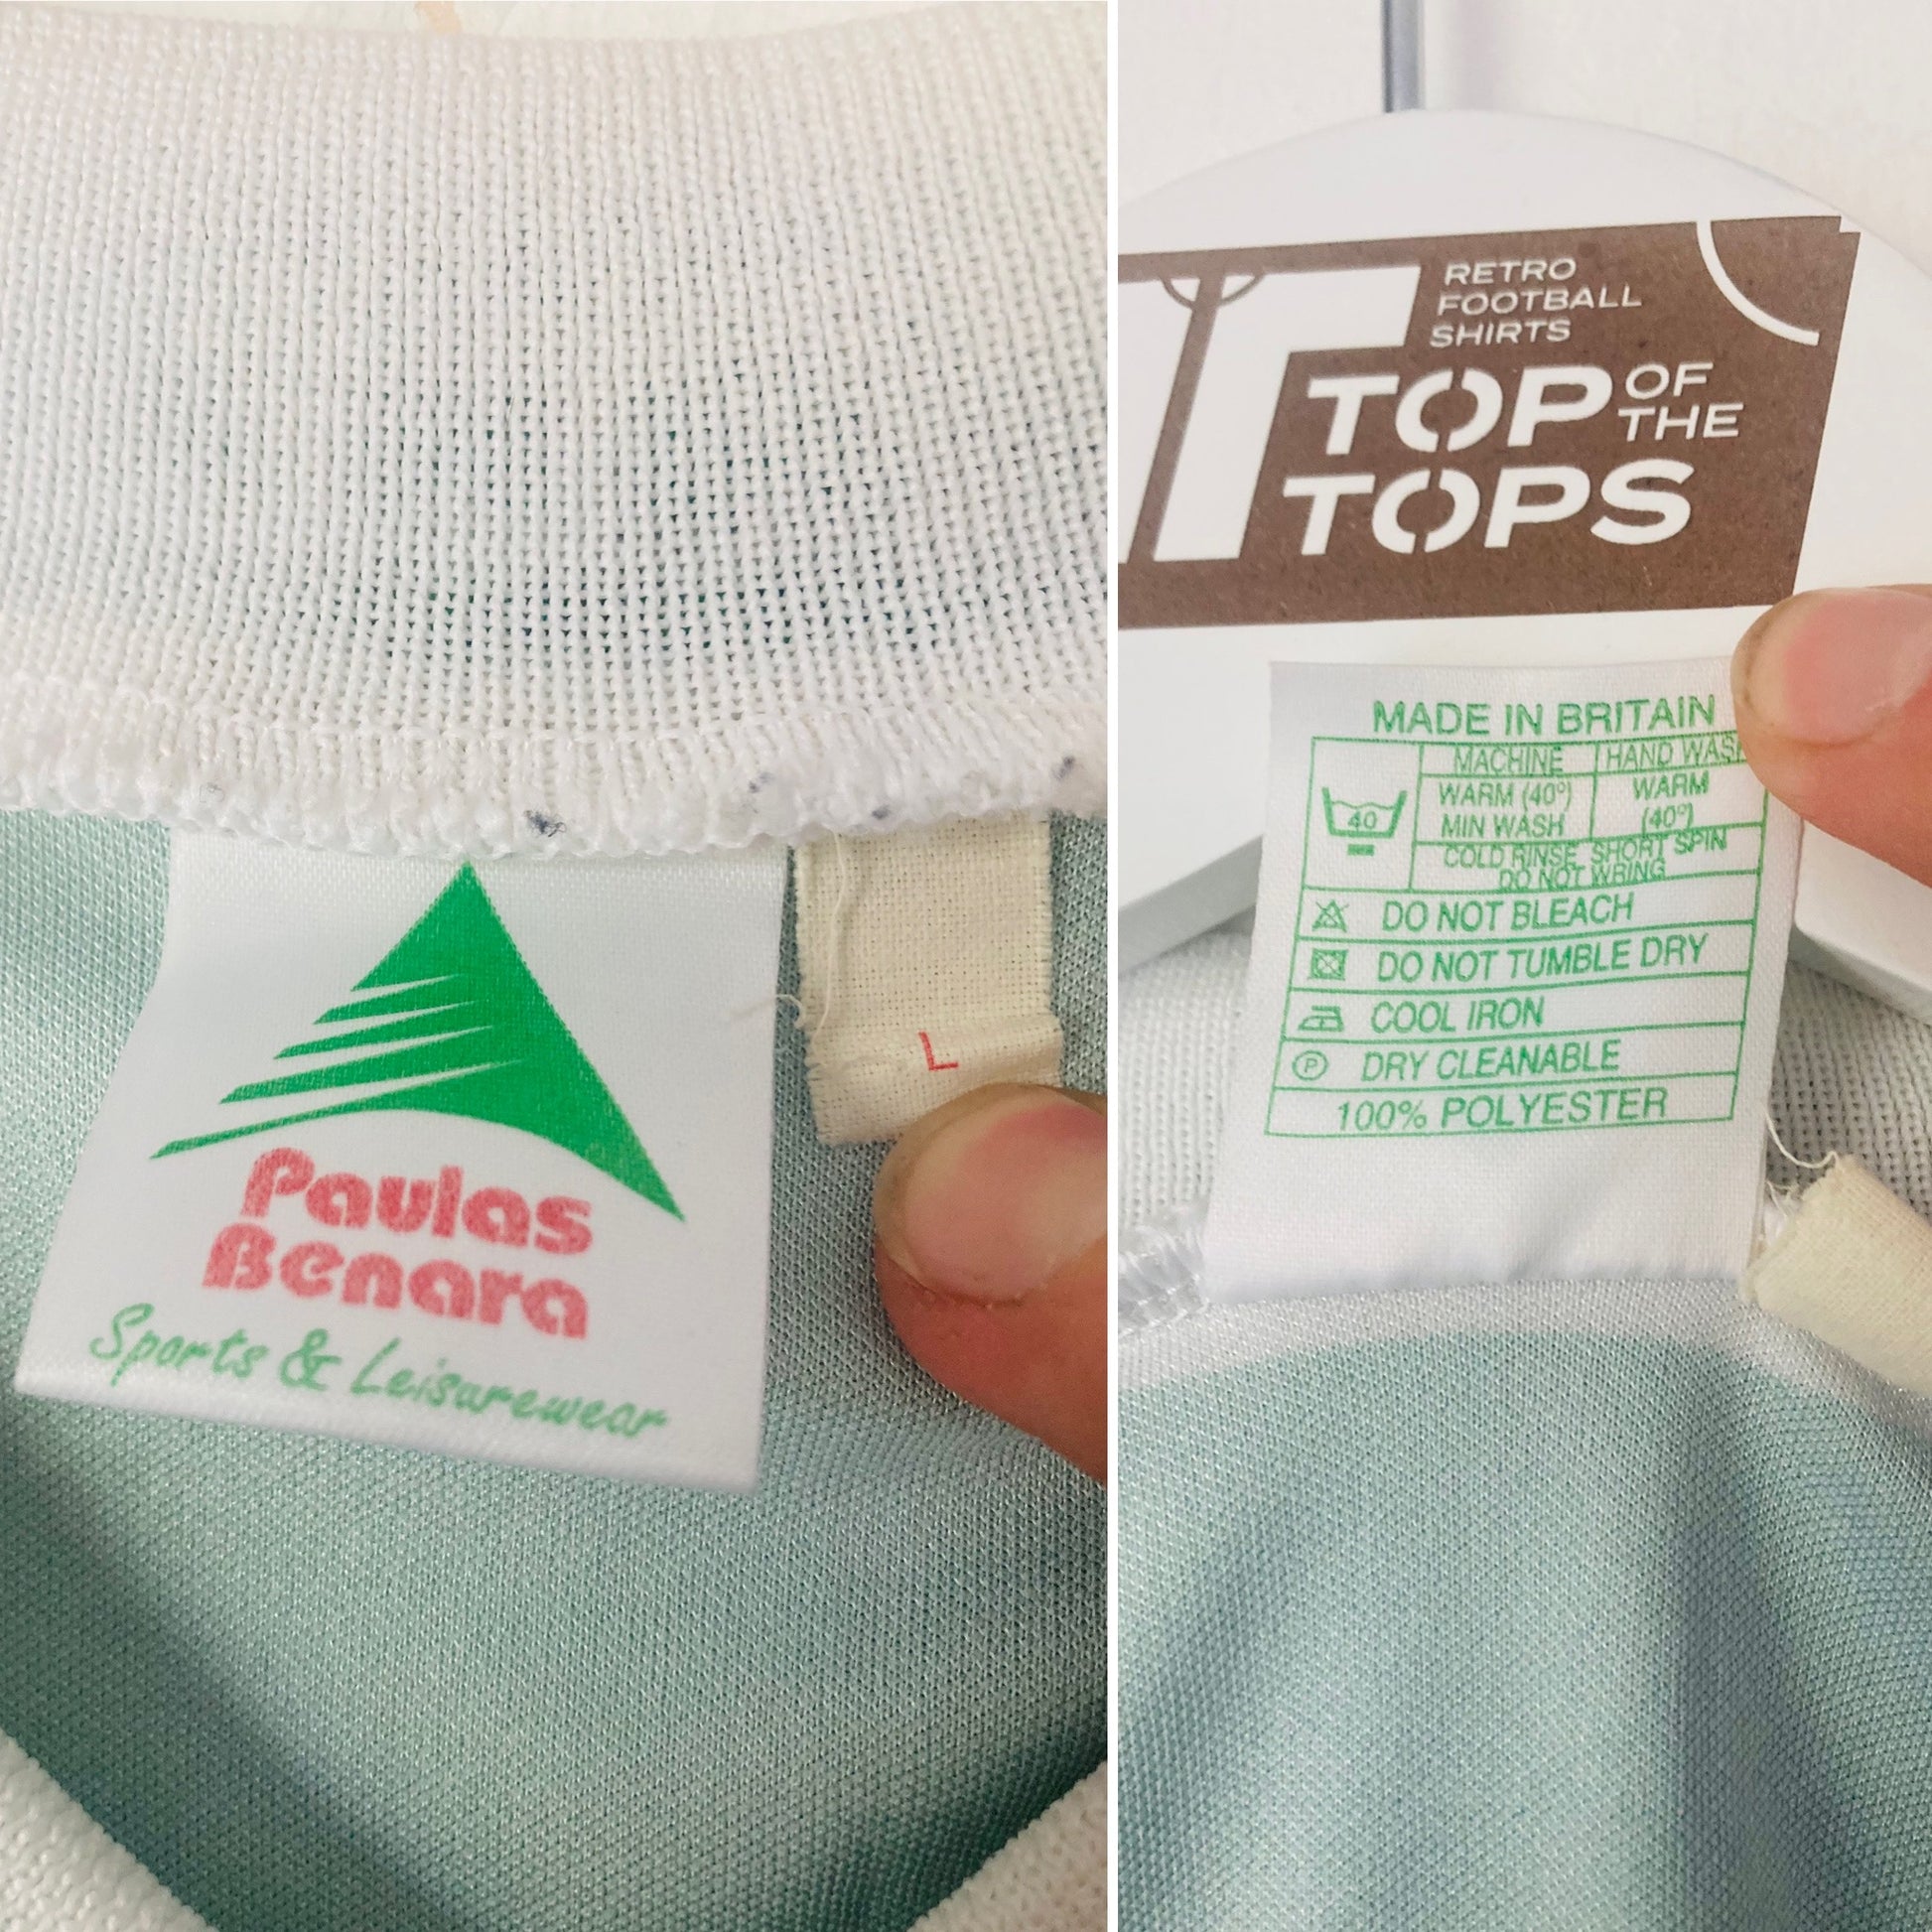 Paulas
Benara
Sports & Leisurewear
L
RETRO
FOOTBALL
SHIRTS
TOP OF THE
TOPS
MADE IN BRITAIN
40
MACHINE
HAND WASH
WARM (40°)
MIN WASH
WARM
(40°)
COLD RINSE SHORT SPIN
DO NOT WRING
DO NOT BLEACH
DO NOT TUMBLE DRY
COOL IRON
P DRY CLEANABLE
100% POLYESTER